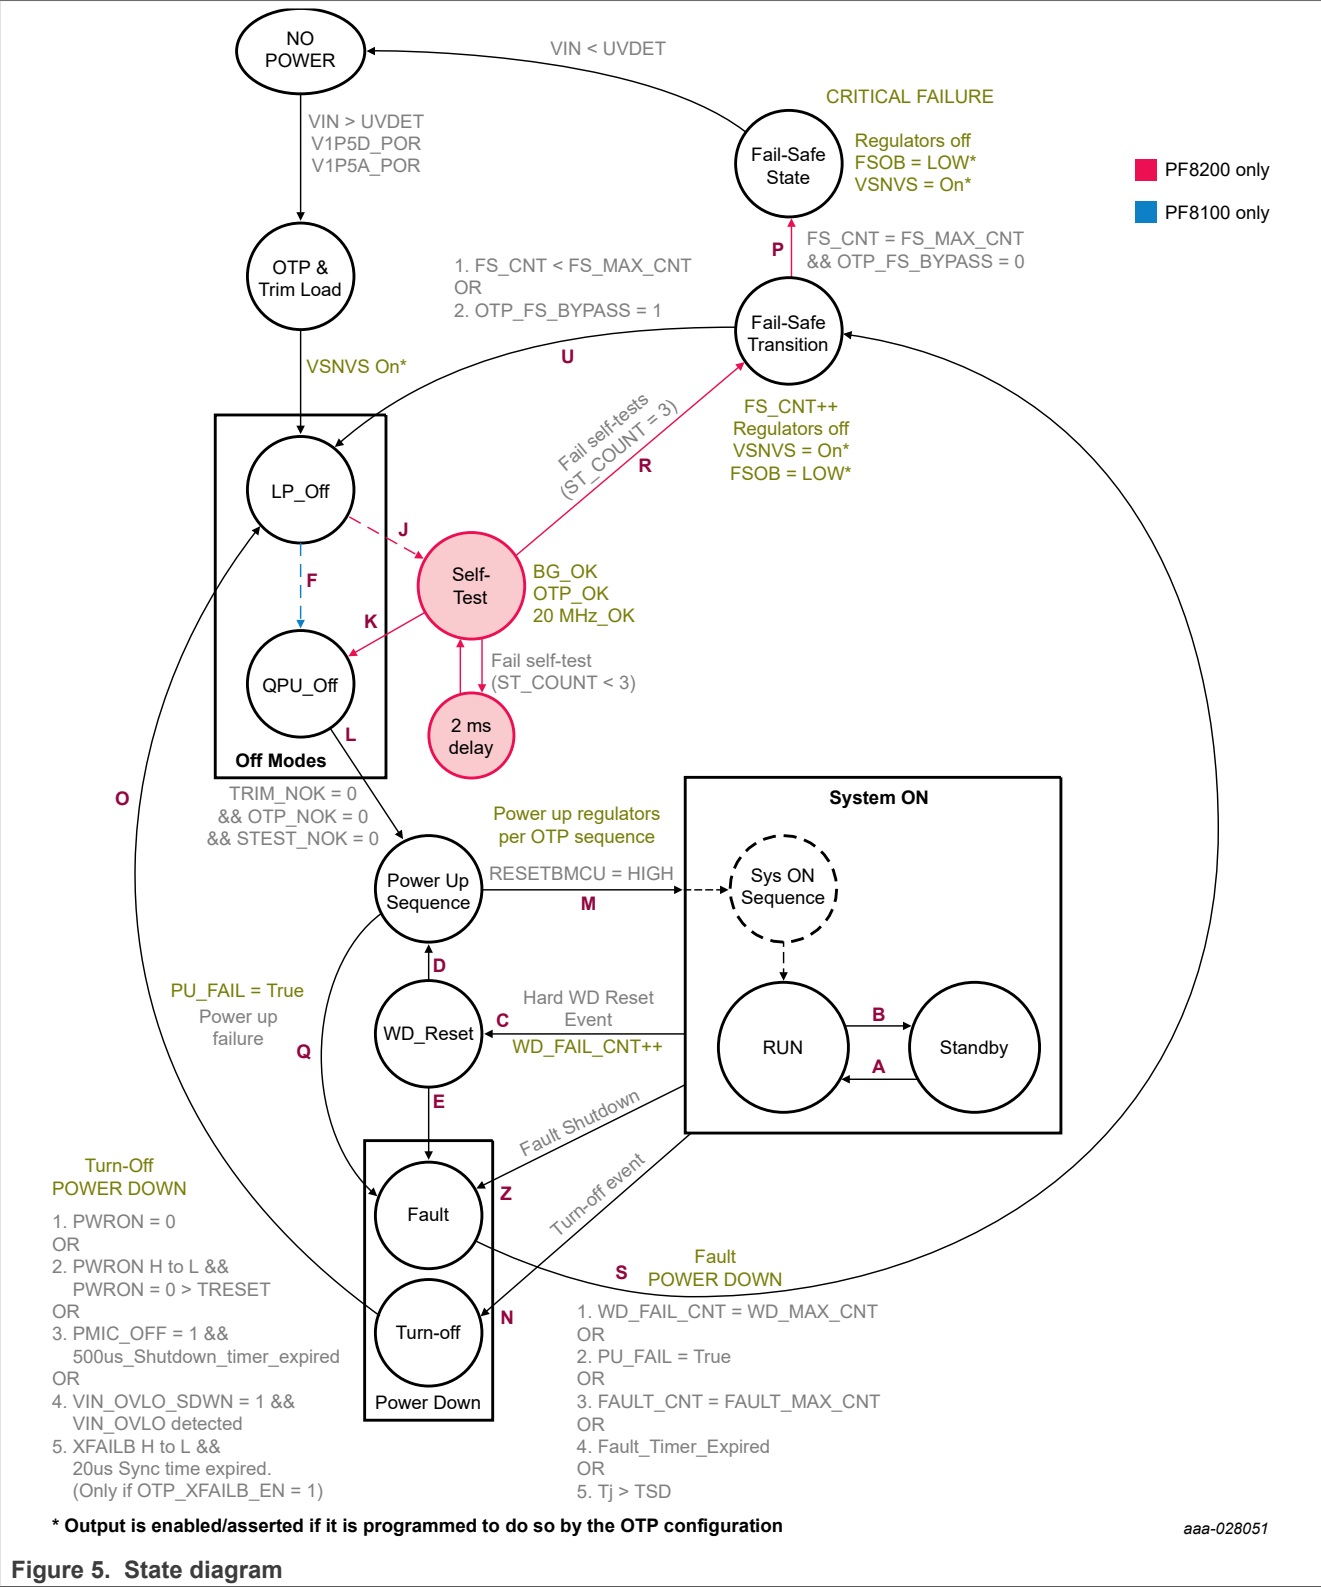 NO
POWER
VIN < UVDET
CRITICAL FAILURE
VIN > UVDET
V1P5D_POR
V1P5A_POR
Fail-Safe
State
Regulators off
FSOB = LOW*
VSNVS = On*
PF8200 only
PF8100 only
P
FS_CNT = FS_MAX_CNT
&& OTP_FS_BYPASS = 0
OTP &
Trim Load
1. FS_CNT < FS_MAX_CNT
OR
2. OTP_FS_BYPASS = 1
Fail-Safe
Transition
U
VSNVS On*
FS_CNT++
Regulators off
VSNVS = On*
FSOB = LOW*
Fail self-tests
(ST_COUNT = 3)
R
LP_Off
J
F
Self-
Test
BG_OK
OTP_OK
20 MHz_OK
K
QPU_Off
Fail self-test
(ST_COUNT < 3)
2 ms
delay
L
Off Modes
O
TRIM_NOK = 0
&& OTP_NOK = 0
&& STEST_NOK = 0
Power up regulators
per OTP sequence
System ON
Power Up
Sequence
RESETBMCU = HIGH
M
Sys ON
Sequence
D
PU_FAIL = True
Power up
failure
Q
WD_Reset
C
Hard WD Reset
Event
WD_FAIL_CNT++
RUN
B
A
Standby
E
Fault Shutdown
Z
Turn-off event
Fault
S
Fault
POWER DOWN
N
Turn-off
Power Down
Turn-Off
POWER DOWN
1. PWRON = 0
OR
2. PWRON H to L &&
PWRON = 0 > TRESET
OR
3. PMIC_OFF = 1 &&
500us_Shutdown_timer_expired
OR
4. VIN_OVLO_SDWN = 1 &&
VIN_OVLO detected
5. XFAILB H to L &&
20us Sync time expired.
(Only if OTP_XFAILB_EN = 1)
1. WD_FAIL_CNT = WD_MAX_CNT
OR
2. PU_FAIL = True
OR
3. FAULT_CNT = FAULT_MAX_CNT
OR
4. Fault_Timer_Expired
OR
5. Tj > TSD
* Output is enabled/asserted if it is programmed to do so by the OTP configuration
aaa-028051
Figure 5. State diagram